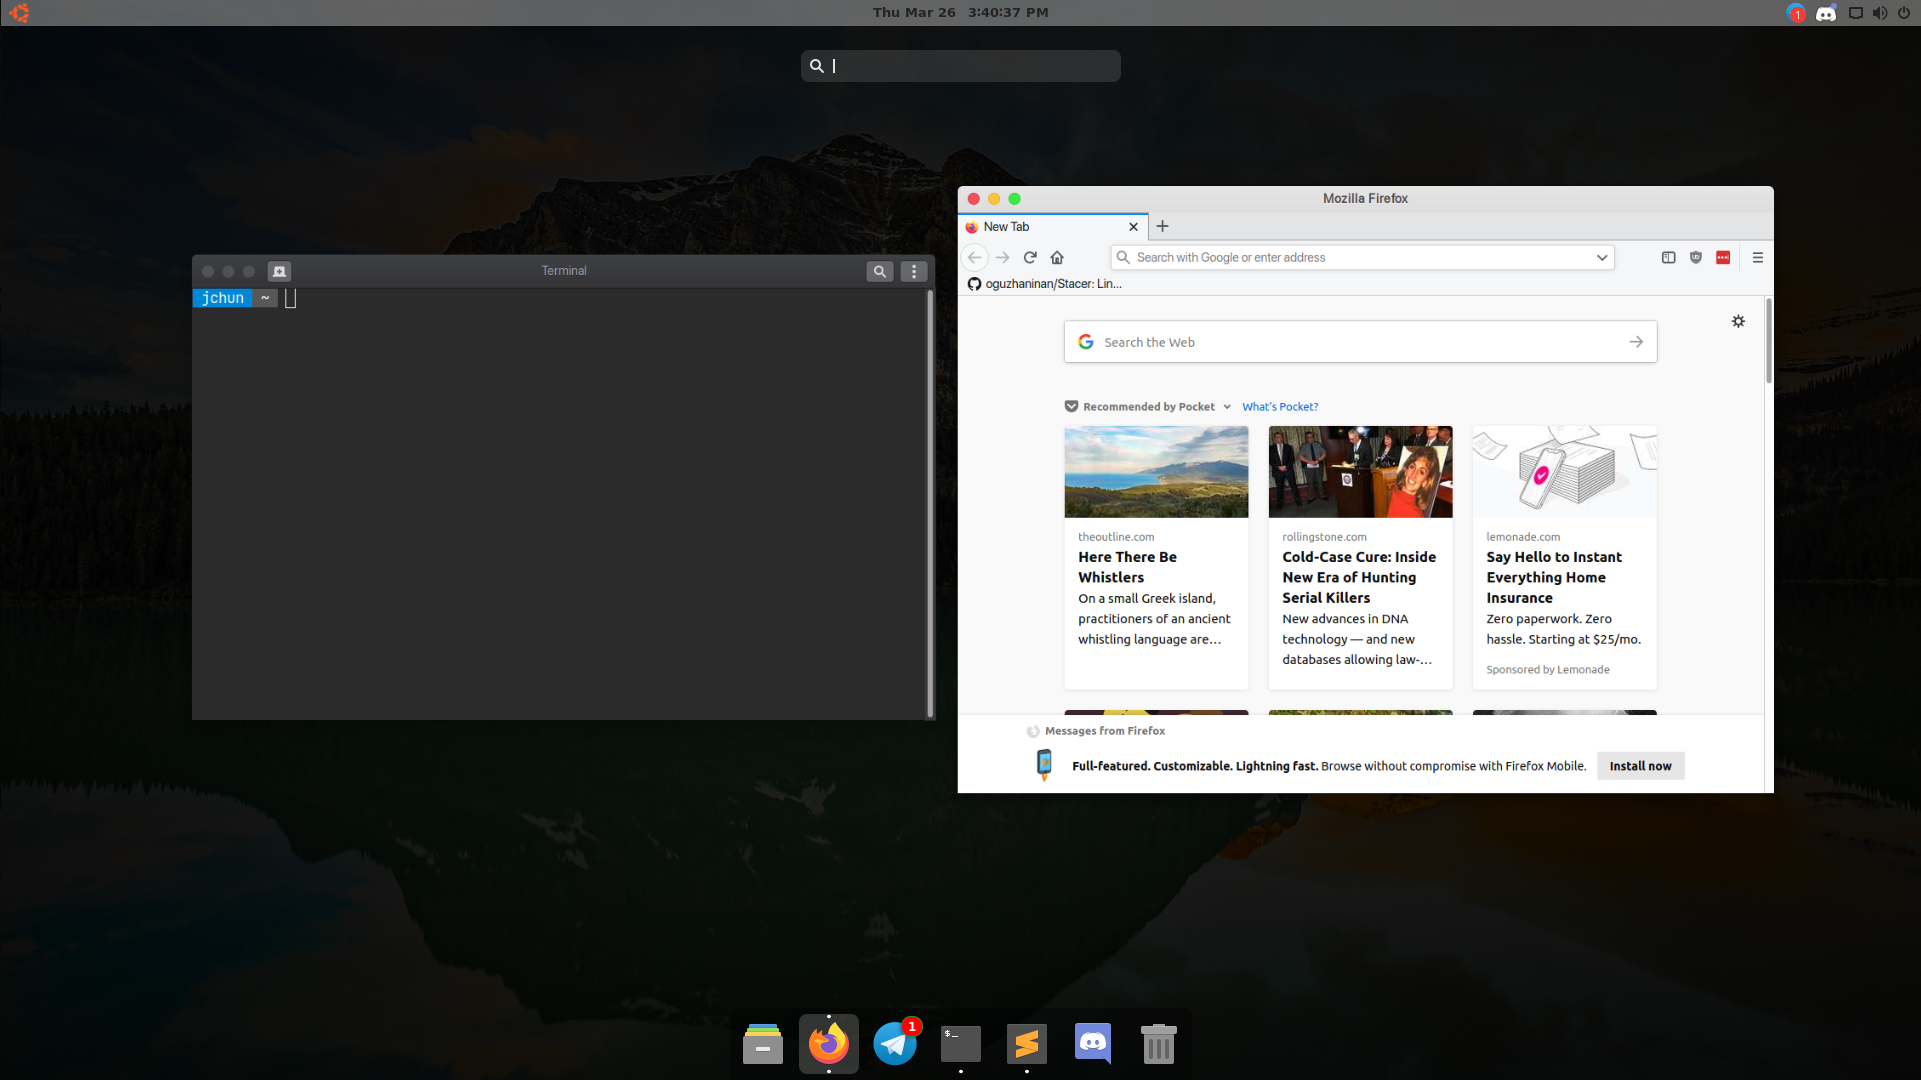 Thu Mar 26 3:40:37 PM
1
Terminal
jchun ~
Mozilla Firefox
New Tab
Search with Google or enter address
oguzhaninan/Stacer: Lin...
Search the Web
Recommended by Pocket
What's Pocket?
theoutline.com
Here There Be
Whistlers
On a small Greek island,
practitioners of an ancient
whistling language are...
rollingstone.com
Cold-Case Cure: Inside
New Era of Hunting
Serial Killers
New advances in DNA
technology — and new
databases allowing law-...
lemonade.com
Say Hello to Instant
Everything Home
Insurance
Zero paperwork. Zero
hassle. Starting at $25/mo.
Sponsored by Lemonade
Messages from Firefox
Full-featured. Customizable. Lightning fast. Browse without compromise with Firefox Mobile.
Install now
1
$_